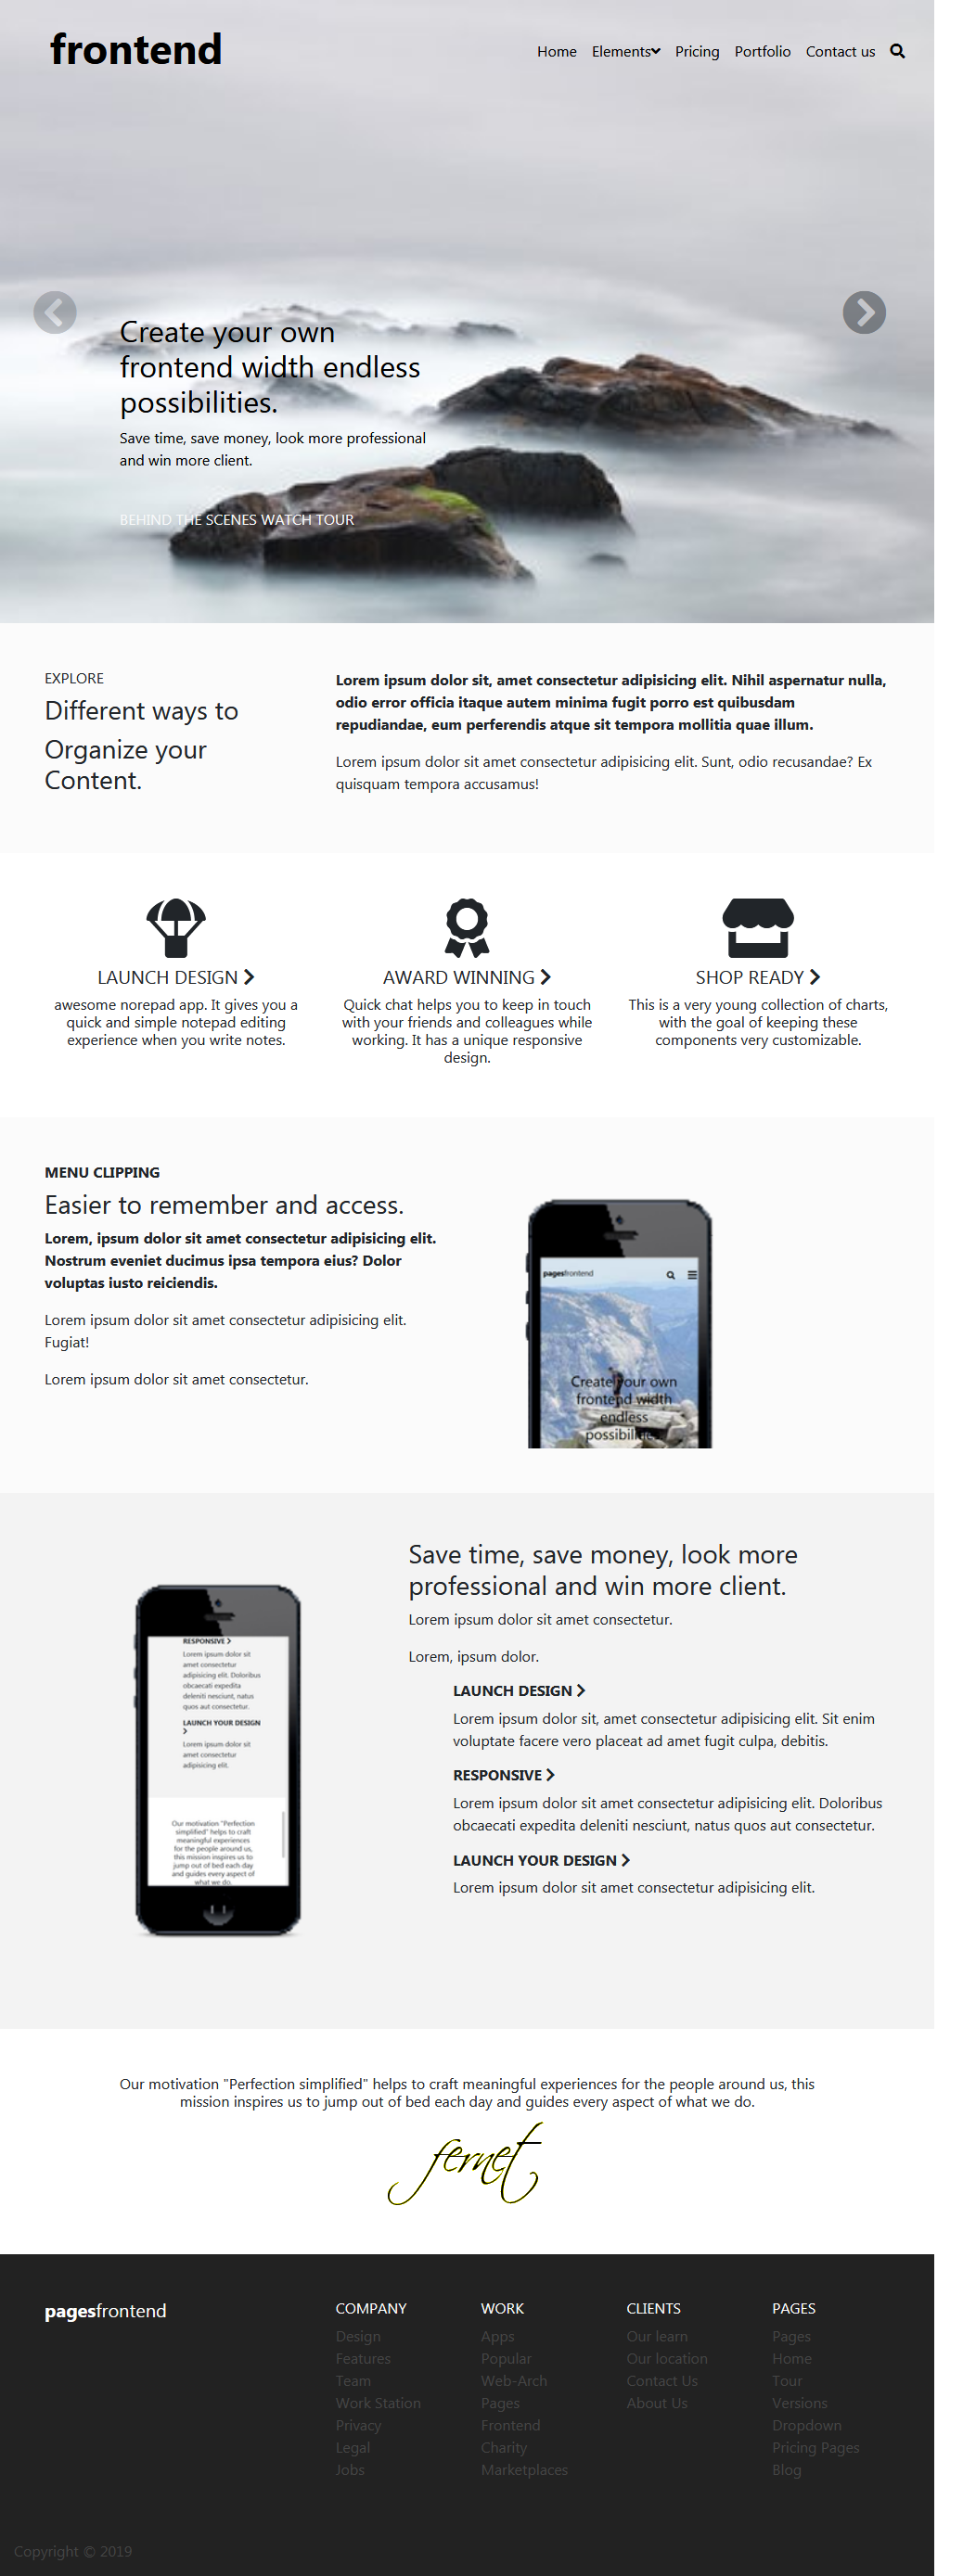 frontend
Home Elements Pricing Portfolio Contact us
Create your own
frontend width endless
possibilities.
Save time, save money, look more professional
and win more client.
BEHIND THE SCENES WATCH TOUR
EXPLORE
Different ways to
Organize your
Content.
Lorem ipsum dolor sit, amet consectetur adipisicing elit. Nihil aspernatur nulla,
odio error officia itaque autem minima fugit porro est quibusdam
repudiandae, eum perferendis atque sit tempora mollitia quae illum.
Lorem ipsum dolor sit amet consectetur adipisicing elit. Sunt, odio recusandae? Ex
quisquam tempora accusamus!
LAUNCH DESIGN
awesome norepad app. It gives you a
quick and simple notepad editing
experience when you write notes.
AWARD WINNING
Quick chat helps you to keep in touch
with your friends and colleagues while
working. It has a unique responsive
design.
SHOP READY
This is a very young collection of charts,
with the goal of keeping these
components very customizable.
MENU CLIPPING
Easier to remember and access.
Lorem, ipsum dolor sit amet consectetur adipisicing elit.
Nostrum eveniet ducimus ipsa tempora eius? Dolor
voluptas iusto reiciendis.
Lorem ipsum dolor sit amet consectetur adipisicing elit.
Fugiat!
Lorem ipsum dolor sit amet consectetur.
pagesfrontend
Create your own
frontend width
endless
possibilities.
RESPONSIVE
Lorem ipsum dolor sit
amet consectetur
adipisicing elit. Doloribus
obcaecati expedita
deleniti nesciunt, natus
quos aut consectetur.
LAUNCH YOUR DESIGN
Lorem ipsum dolor sit
amet consectetur
adipisicing elit.
Our motivation "Perfection
simplified" helps to craft
meaningful experiences
for the people around us,
this mission inspires us to
jump out of bed each day
and guides every aspect of
what we do.
Save time, save money, look more
professional and win more client.
Lorem ipsum dolor sit amet consectetur.
Lorem, ipsum dolor.
LAUNCH DESIGN
Lorem ipsum dolor sit, amet consectetur adipisicing elit. Sit enim
voluptate facere vero placeat ad amet fugit culpa, debitis.
RESPONSIVE
Lorem ipsum dolor sit amet consectetur adipisicing elit. Doloribus
obcaecati expedita deleniti nesciunt, natus quos aut consectetur.
LAUNCH YOUR DESIGN
Lorem ipsum dolor sit amet consectetur adipisicing elit.
Our motivation "Perfection simplified" helps to craft meaningful experiences for the people around us, this
mission inspires us to jump out of bed each day and guides every aspect of what we do.
fernet
pagesfrontend
COMPANY
Design
Features
Team
Work Station
Privacy
Legal
Jobs
WORK
Apps
Popular
Web-Arch
Pages
Frontend
Charity
Marketplaces
CLIENTS
Our learn
Our location
Contact Us
About Us
PAGES
Pages
Home
Tour
Versions
Dropdown
Pricing Pages
Blog
Copyright © 2019